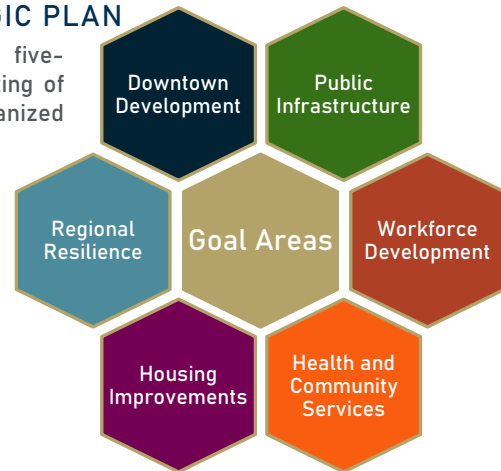 GIC PLAN
five-
ting of
anized
Downtown
Development
Public
Infrastructure
Regional
Resilience
Goal Areas
Workforce
Development
Housing
Improvements
Health and
Community
Services